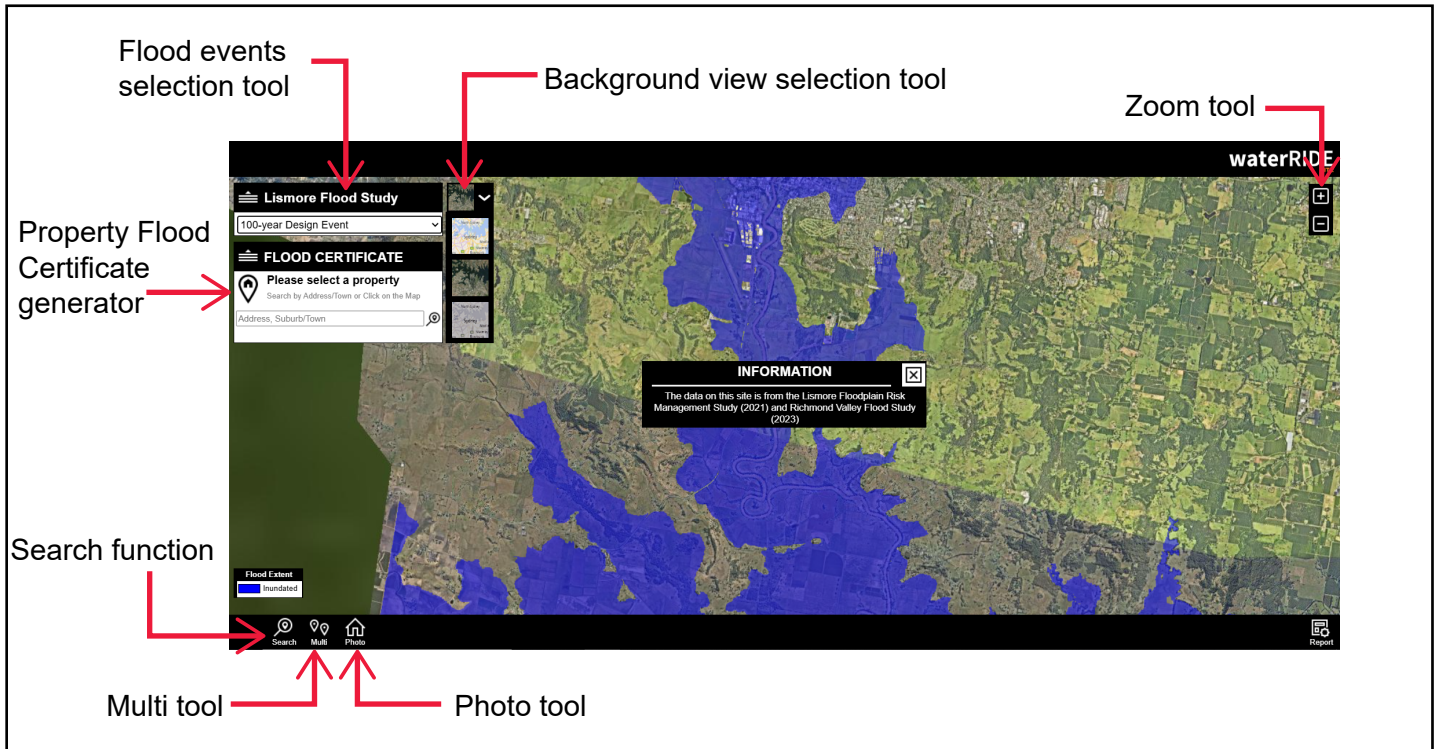 Flood events
selection tool
Background view selection tool
Zoom tool
waterRIDE
Lismore Flood Study
100-year Design Event
Property Flood
Certificate
generator
FLOOD CERTIFICATE
Please select a property
Search by Address/Town or Click on the Map
Address, Suburb/Town
INFORMATION
The data on this site is from the Lismore Floodplain Risk
Management Study (2021) and Richmond Valley Flood Study
(2023)
Search function
Flood Extent
Inundated
Search
Multi
Photo
Report
Multi tool
Photo tool